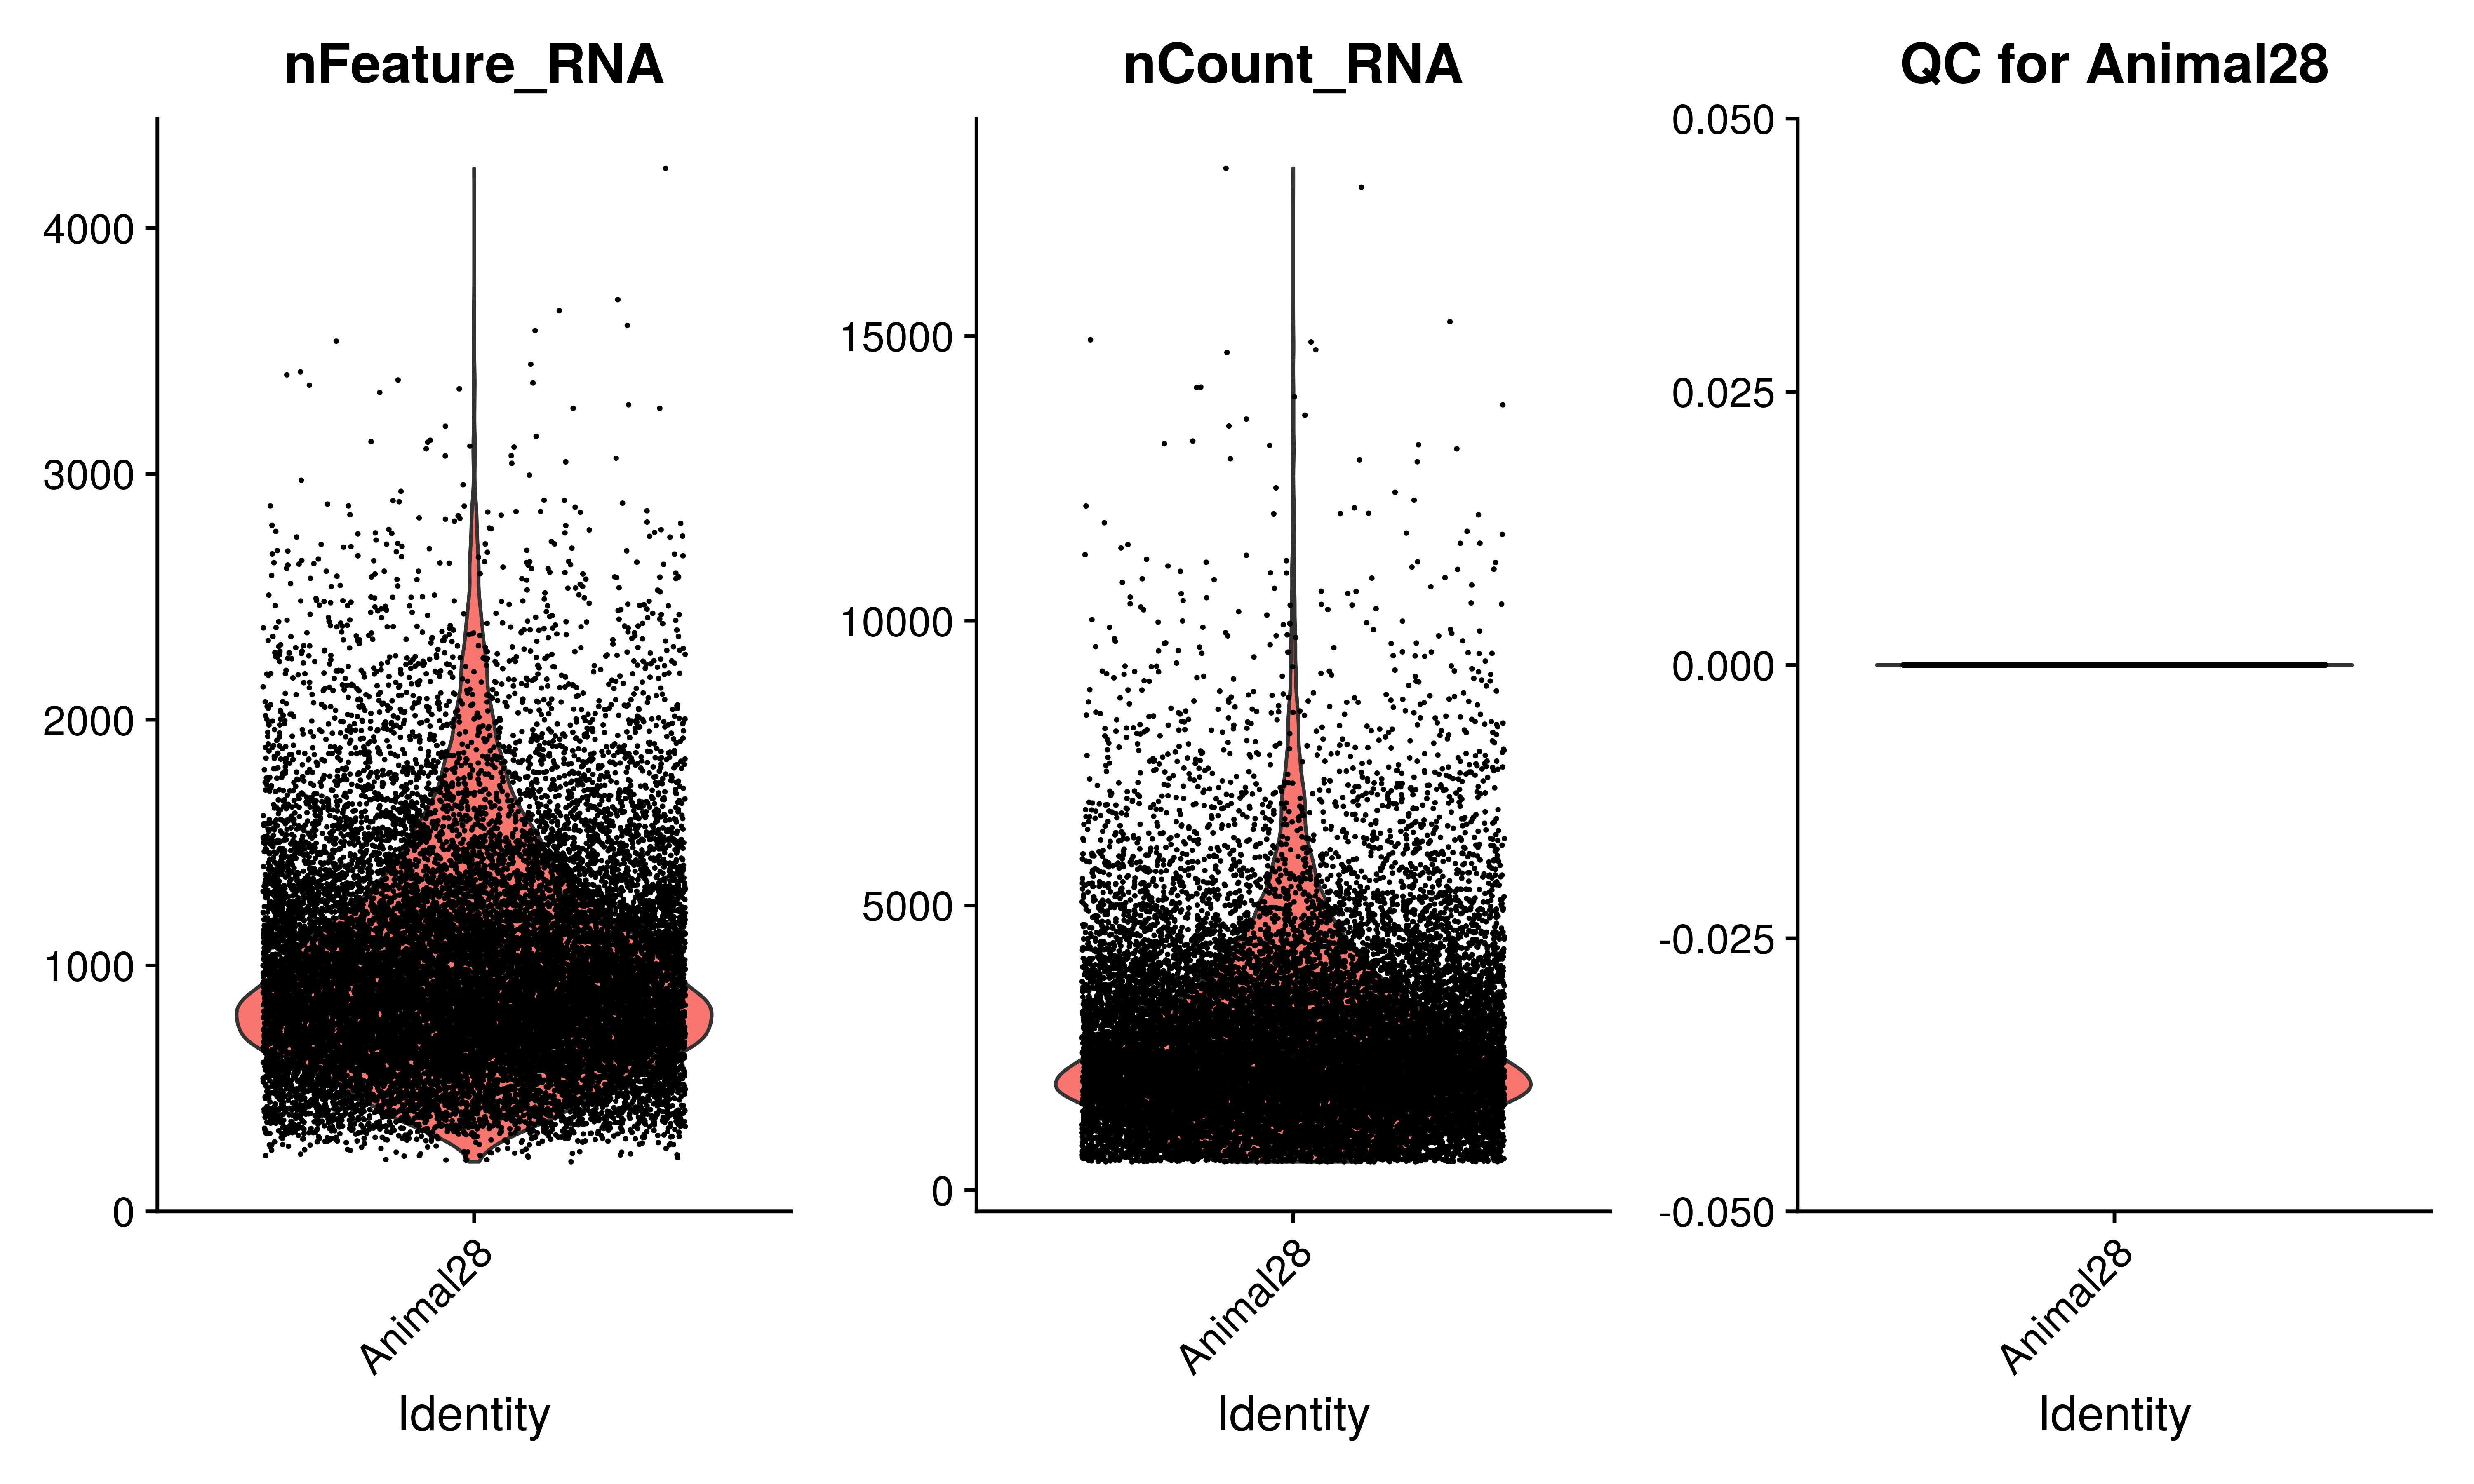 nFeature_RNA
4000
3000
2000
1000
0
Animal28
Identity
nCount_RNA
15000
10000
5000
0
Animal28
Identity
QC for Animal28
0.050
0.025
0.000
-0.025
-0.050
Animal28
Identity